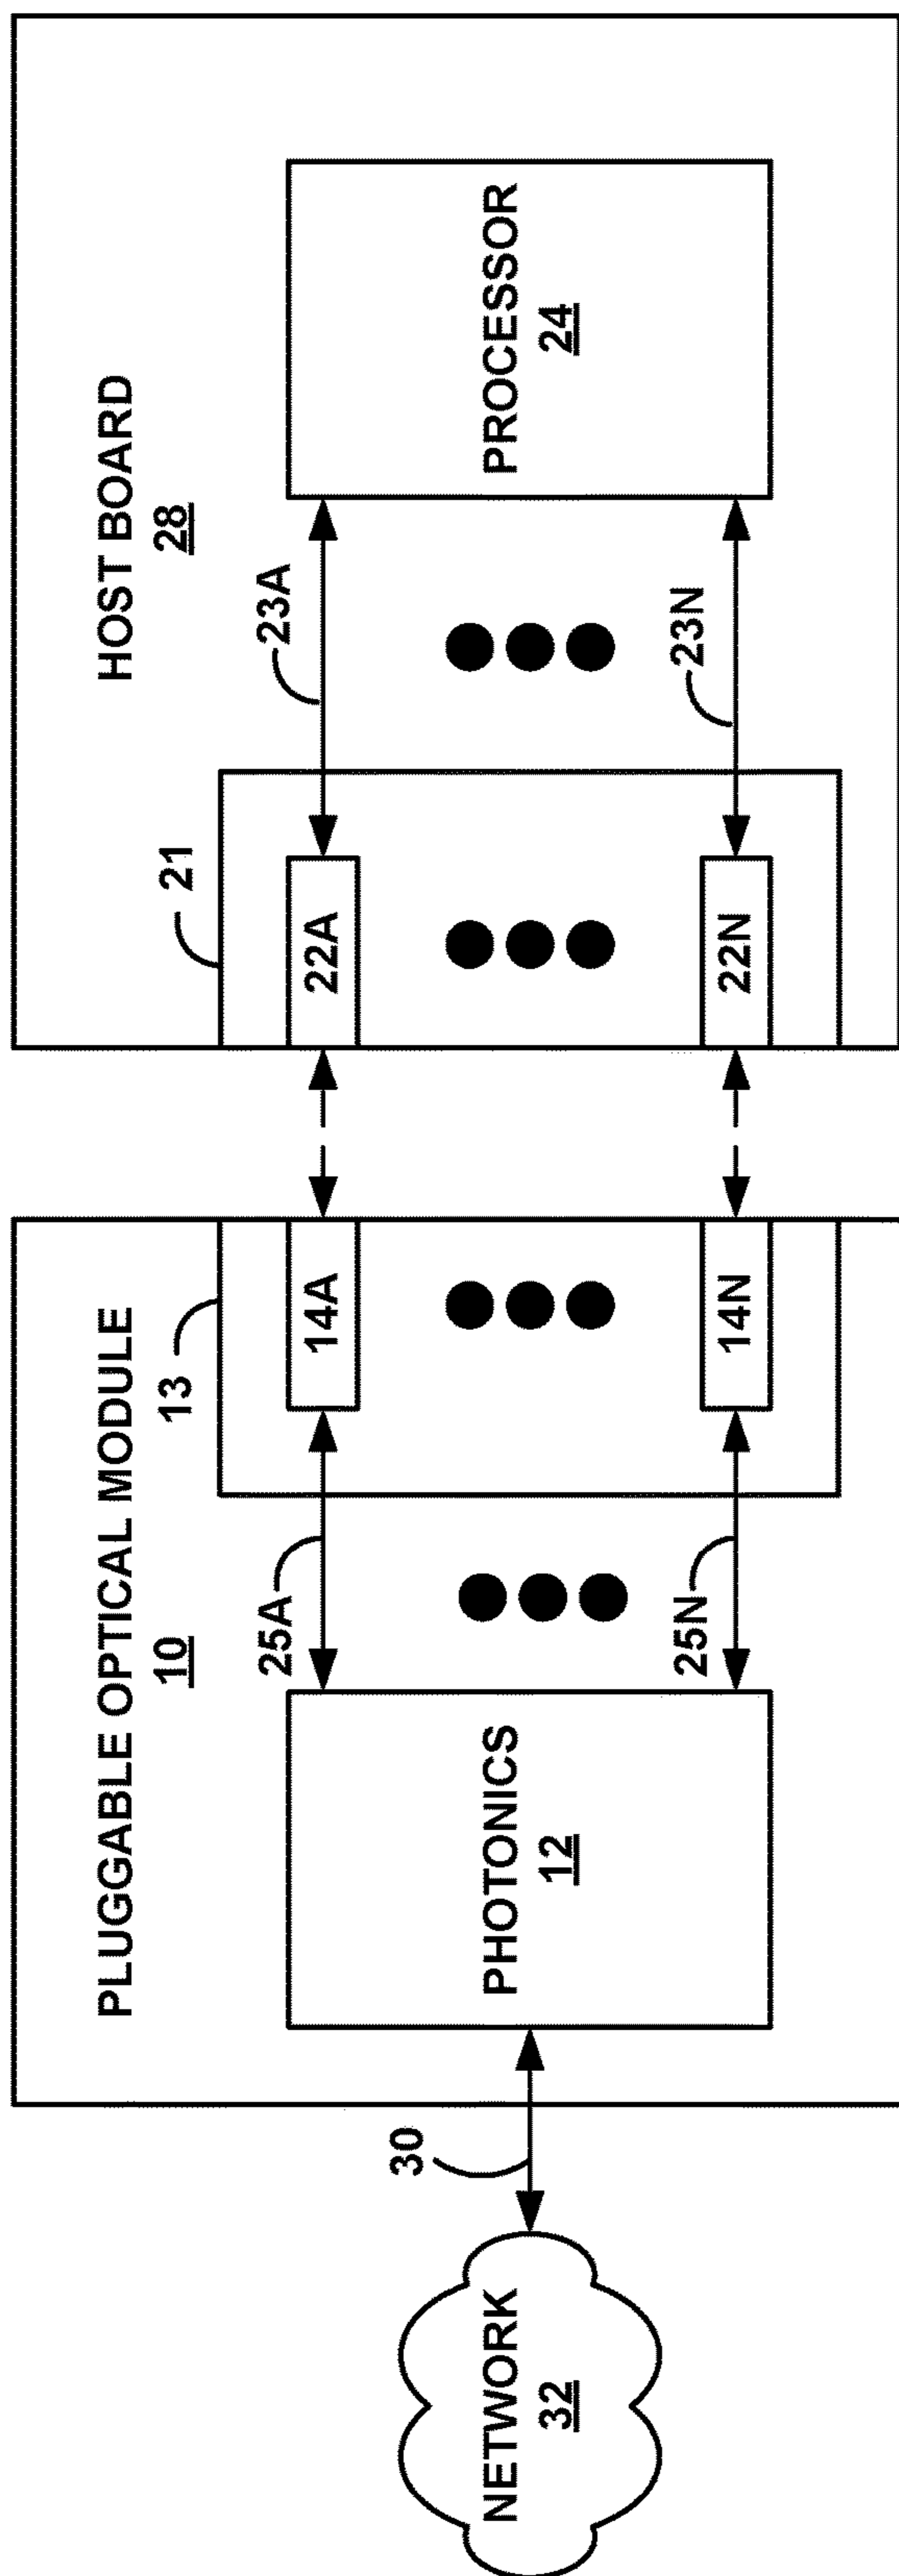 PLUGGABLE OPTICAL MODULE
10
HOST BOARD
28
13
21
25A
23A
14A
22A
30
NETWORK
32
PHOTONICS
12
PROCESSOR
24
25N
23N
14N
22N